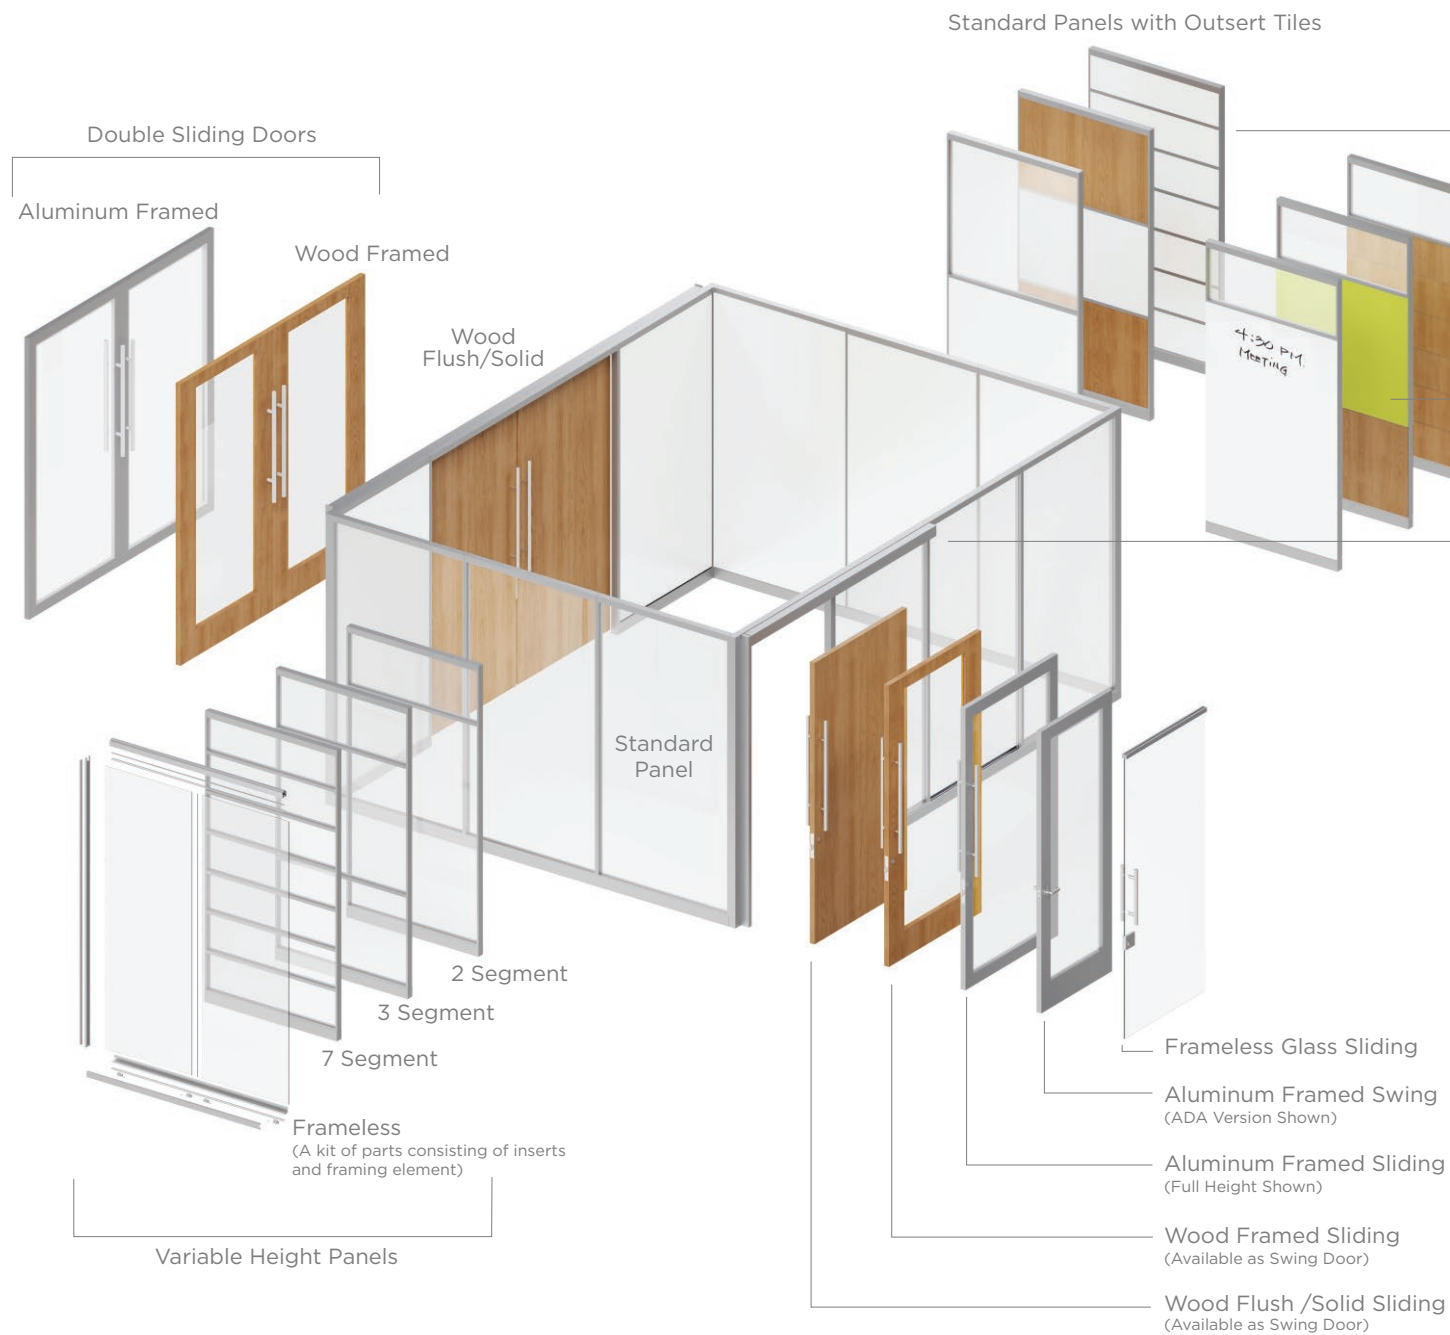 Standard Panels with Outsert Tiles
Double Sliding Doors
Aluminum Framed
Wood Framed
Wood
Flush/Solid
4:30 PM.
MEETING
Standard
Panel
2 Segment
3 Segment
7 Segment
Frameless
(A kit of parts consisting of inserts
and framing element)
Variable Height Panels
Frameless Glass Sliding
Aluminum Framed Swing
(ADA Version Shown)
Aluminum Framed Sliding
(Full Height Shown)
Wood Framed Sliding
(Available as Swing Door)
Wood Flush /Solid Sliding
(Available as Swing Door)